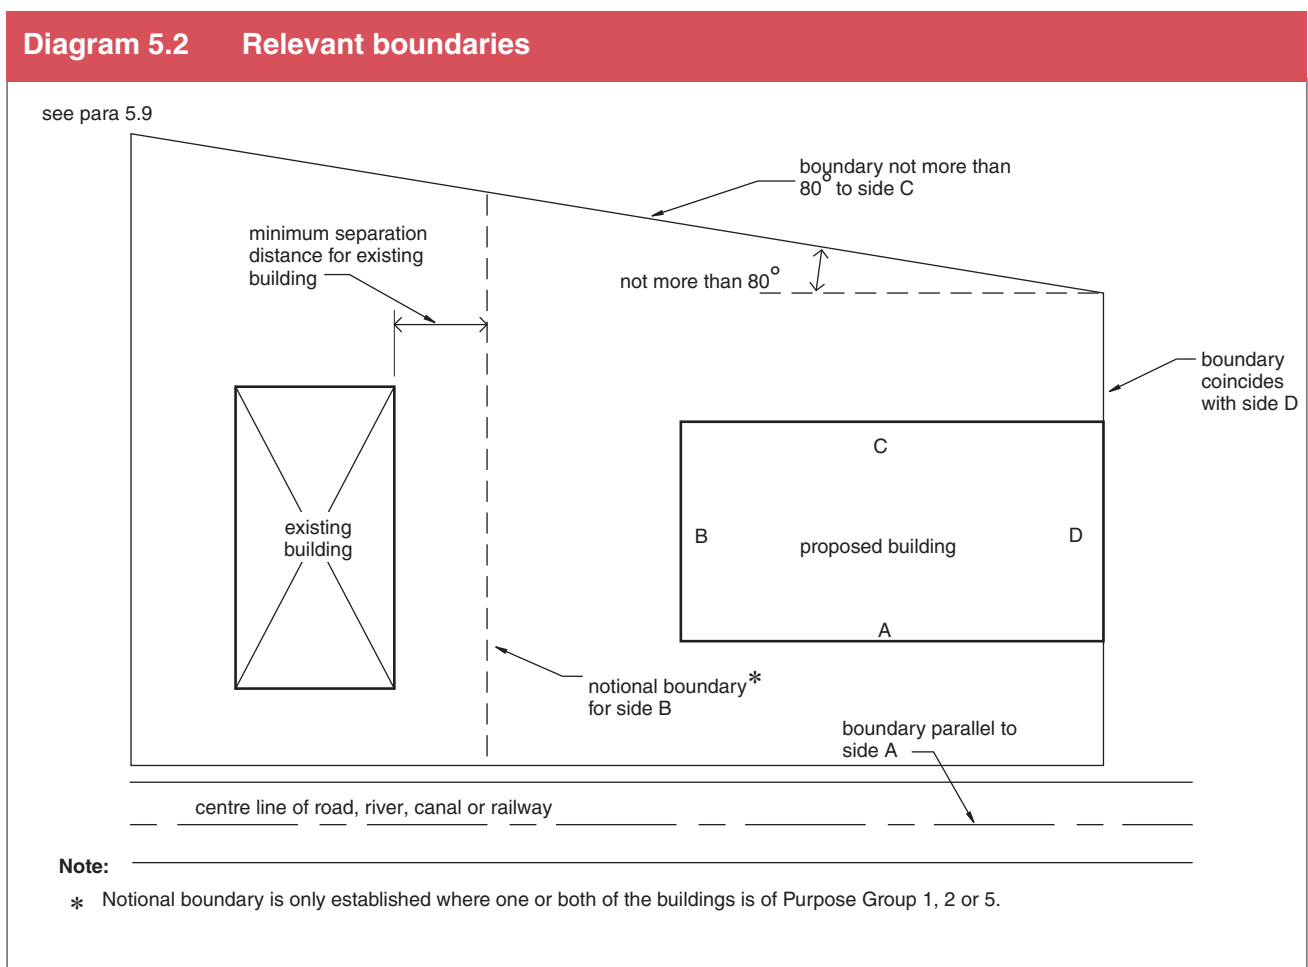 Diagram 5.2 Relevant boundaries
see para 5.9
boundary not more than
80° to side C
minimum separation
distance for existing
building
not more than 80°
boundary
coincides
with side D
C
existing
building
B
proposed building
D
A
notional boundary*
for side B
boundary parallel to
side A
centre line of road, river, canal or railway
Note:
* Notional boundary is only established where one or both of the buildings is of Purpose Group 1, 2 or 5.